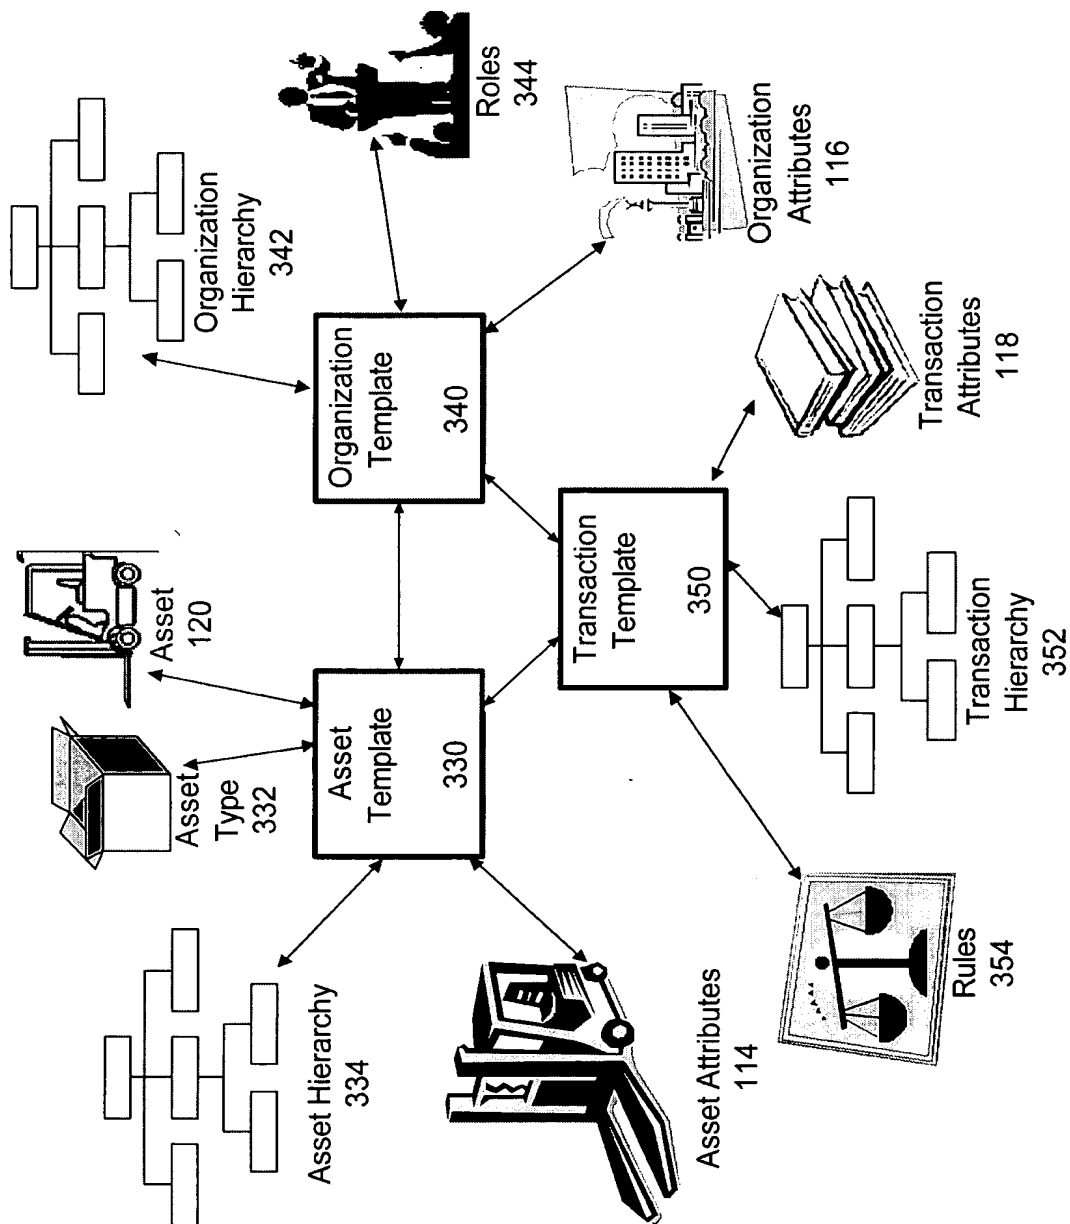 Asset Hierarchy
334
Asset
Type
332
Asset
120
Organization
Hierarchy
342
Asset
Template
330
Organization
Template
340
Roles
344
Asset Attributes
114
Transaction
Template
350
Organization
Attributes
116
Rules
354
Transaction
Hierarchy
352
Transaction
Attributes
118